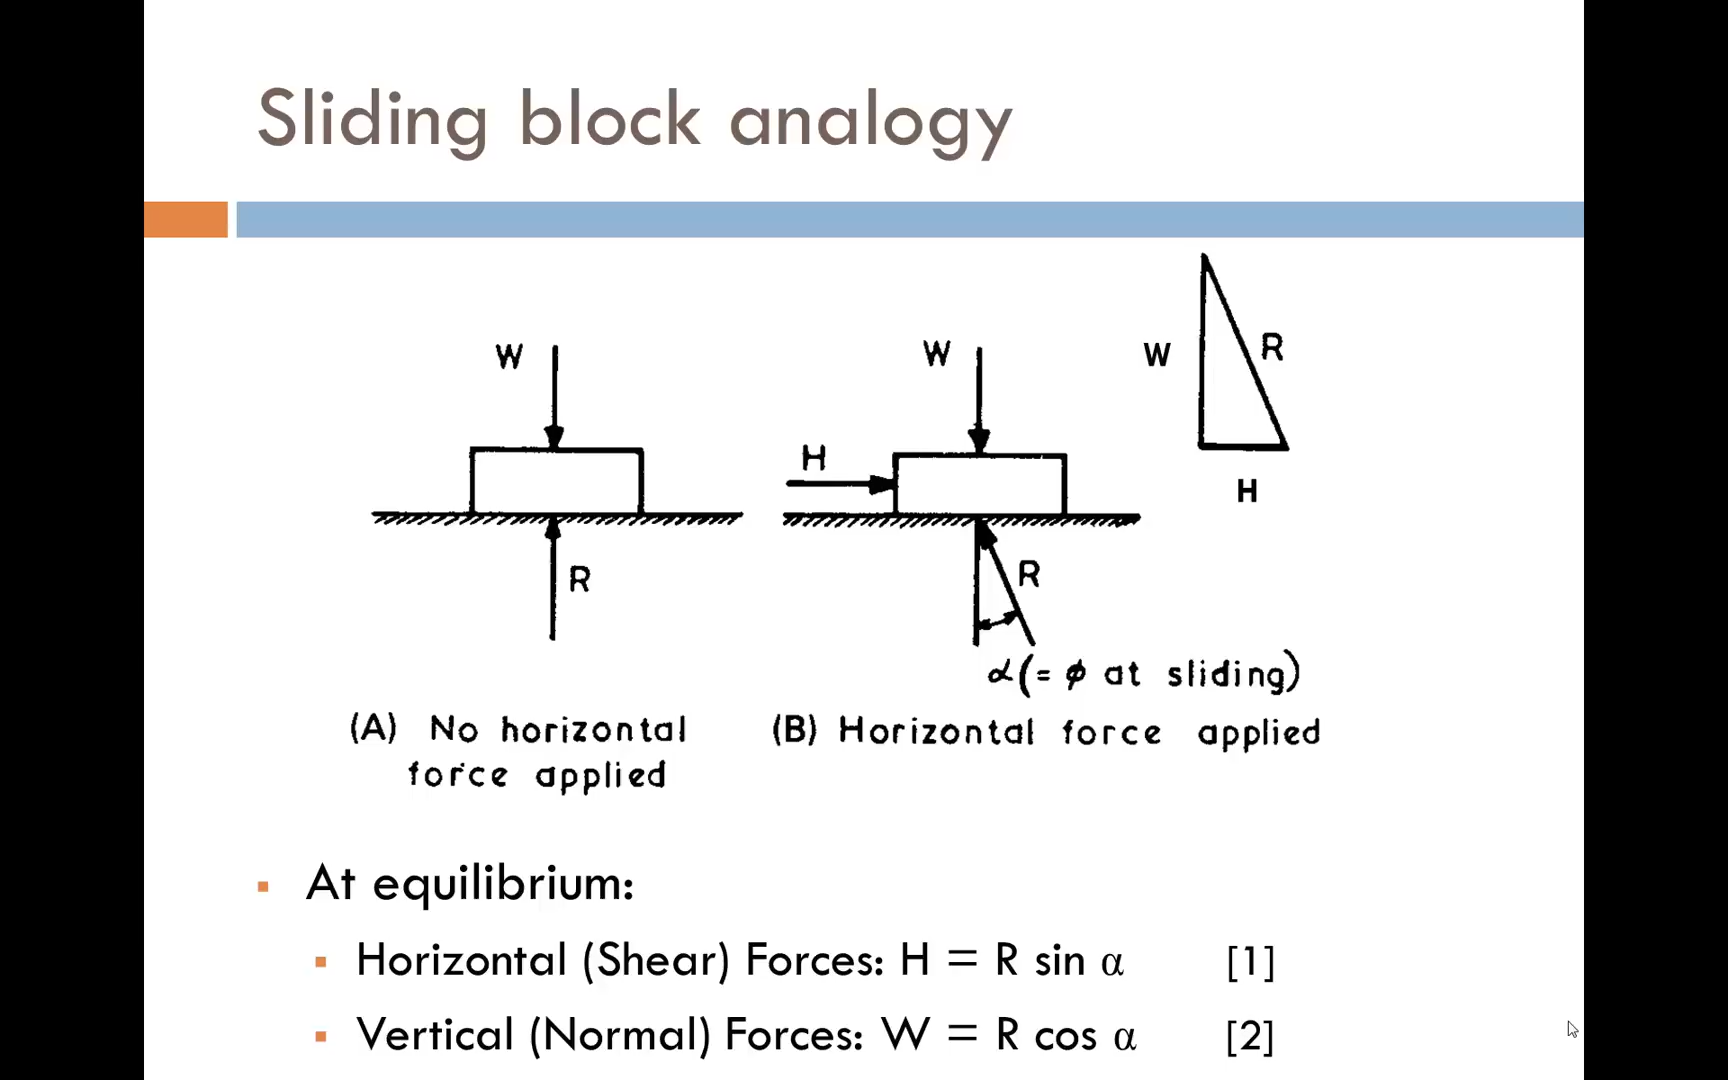 Sliding block analogy
W
R
(A) No horizontal
force applied
W
H
R
α (= φ at sliding)
(B) Horizontal force applied
W
R
H
At equilibrium:
Horizontal (Shear) Forces: H = R sin α [1]
Vertical (Normal) Forces: W = R cos α [2]